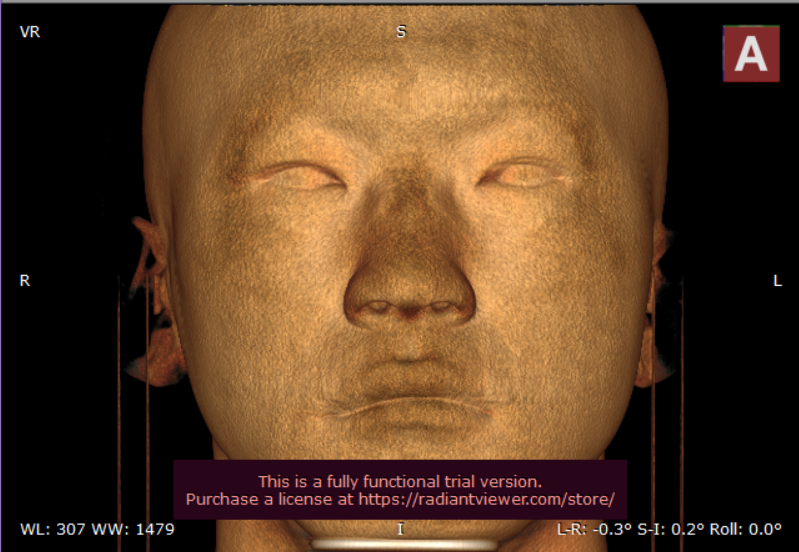 VR
S
A
R
L
This is a fully functional trial version.
Purchase a license at https://radiantviewer.com/store/
WL: 307 WW: 1479
I
L-R: -0.3° S-I: 0.2° Roll: 0.0°